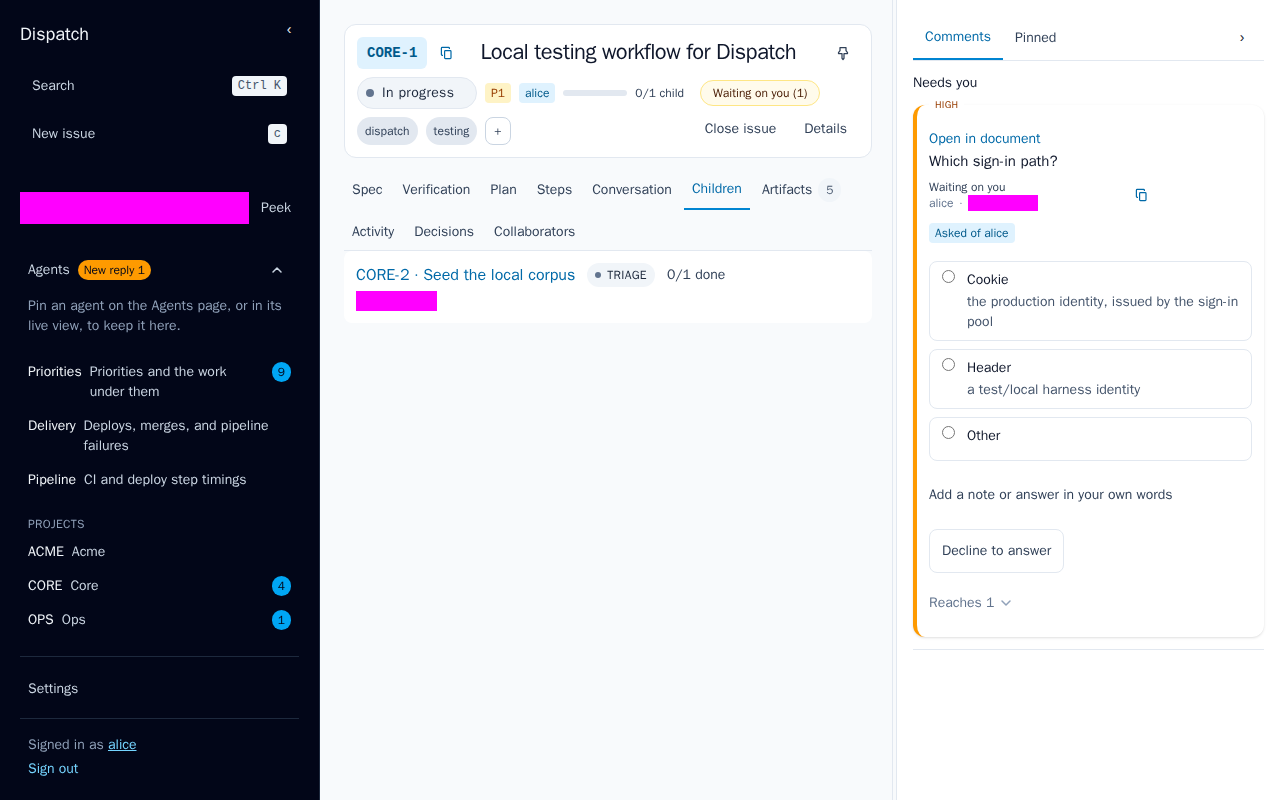 Dispatch
‹
Search
Ctrl K
New issue
C
Peek
Agents
New reply 1
Pin an agent on the Agents page, or in its
live view, to keep it here.
Priorities
Priorities and the work
under them
9
Delivery
Deploys, merges, and pipeline
failures
Pipeline
CI and deploy step timings
PROJECTS
ACME Acme
CORE Core
4
OPS Ops
1
Settings
Signed in as alice
Sign out
CORE-1
Local testing workflow for Dispatch
In progress
P1
alice
0/1 child
Waiting on you (1)
dispatch
testing
+
Close issue
Details
Spec
Verification
Plan
Steps
Conversation
Children
Artifacts 5
Activity
Decisions
Collaborators
CORE-2 · Seed the local corpus
TRIAGE
0/1 done
Comments
Pinned
›
Needs you
HIGH
Open in document
Which sign-in path?
Waiting on you
alice ·
Asked of alice
Cookie
the production identity, issued by the sign-in
pool
Header
a test/local harness identity
Other
Add a note or answer in your own words
Decline to answer
Reaches 1